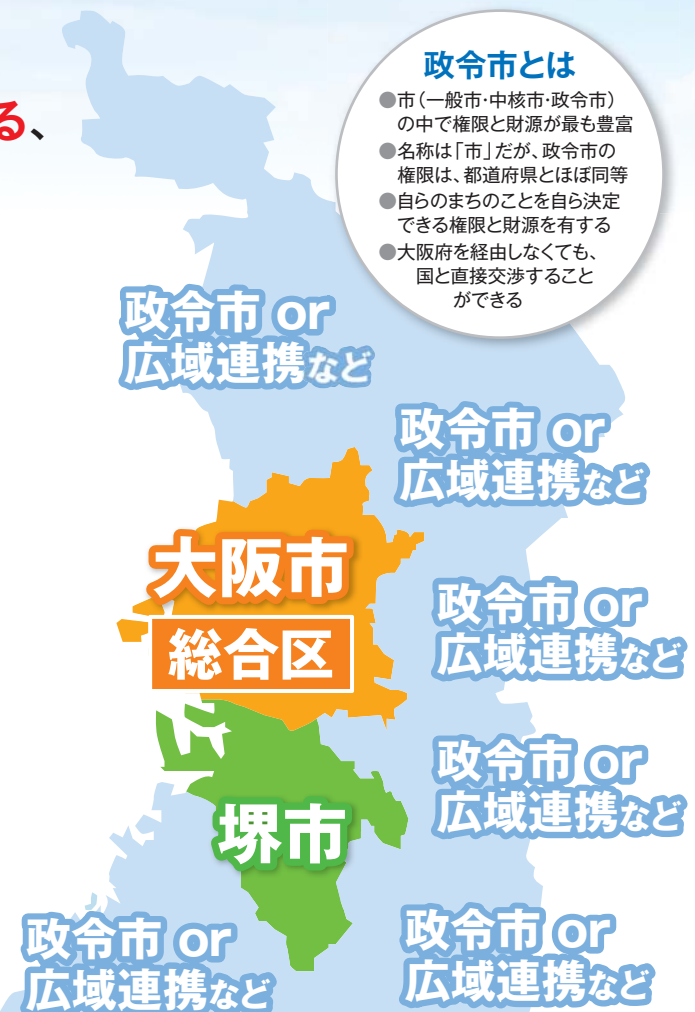 る、
政令市とは
●市（一般市・中核市・政令市）
の中で権限と財源が最も豊富
●名称は「市」だが、政令市の
権限は、都道府県とほぼ同等
●自らのまちのことを自ら決定
できる権限と財源を有する
●大阪府を経由しなくても、
国と直接交渉すること
ができる
政令市 or
広域連携など
政令市 or
広域連携など
大阪市
総合区
政令市 or
広域連携など
政令市 or
広域連携など
堺市
政令市 or
広域連携など
政令市 or
広域連携など